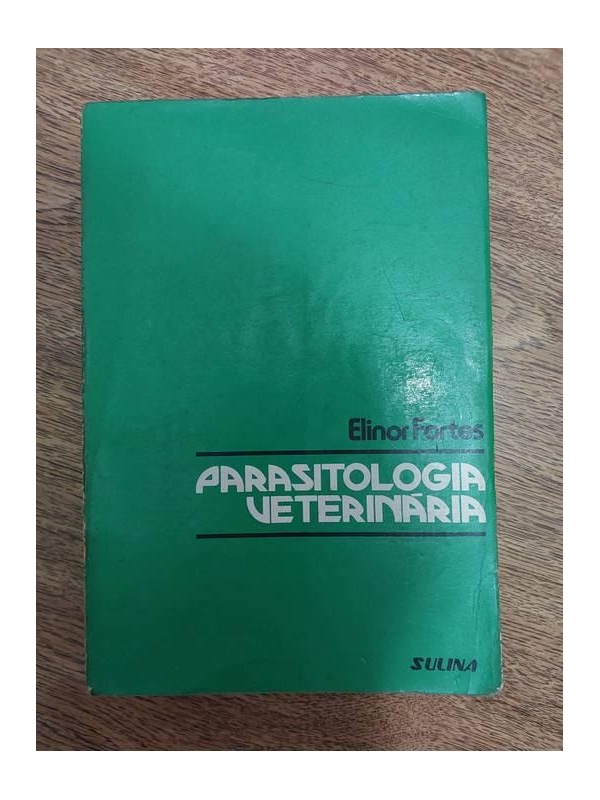 Elinor Fortes
PARASITOLOGIA
VETERINÁRIA
SULINA